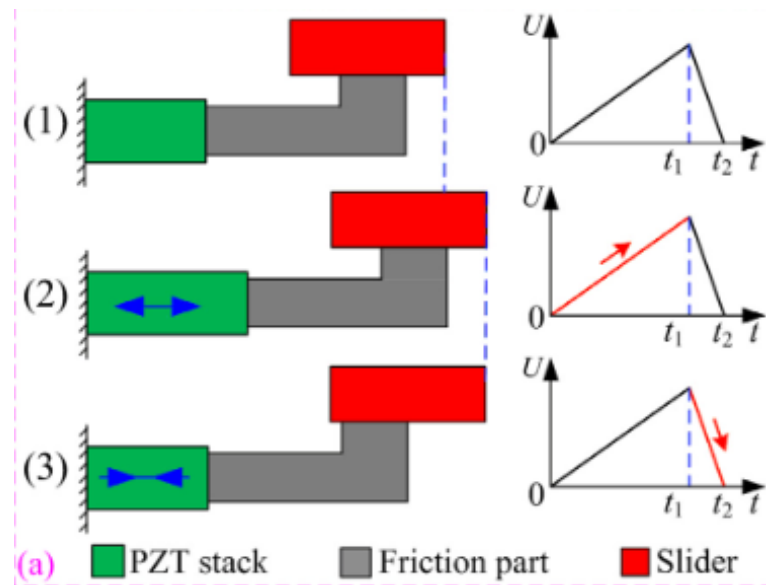 (1)
U
0
t1
t2
t
(2)
U
0
t1
t2
t
(3)
U
0
t1
t2
t
(a) PZT stack Friction part Slider